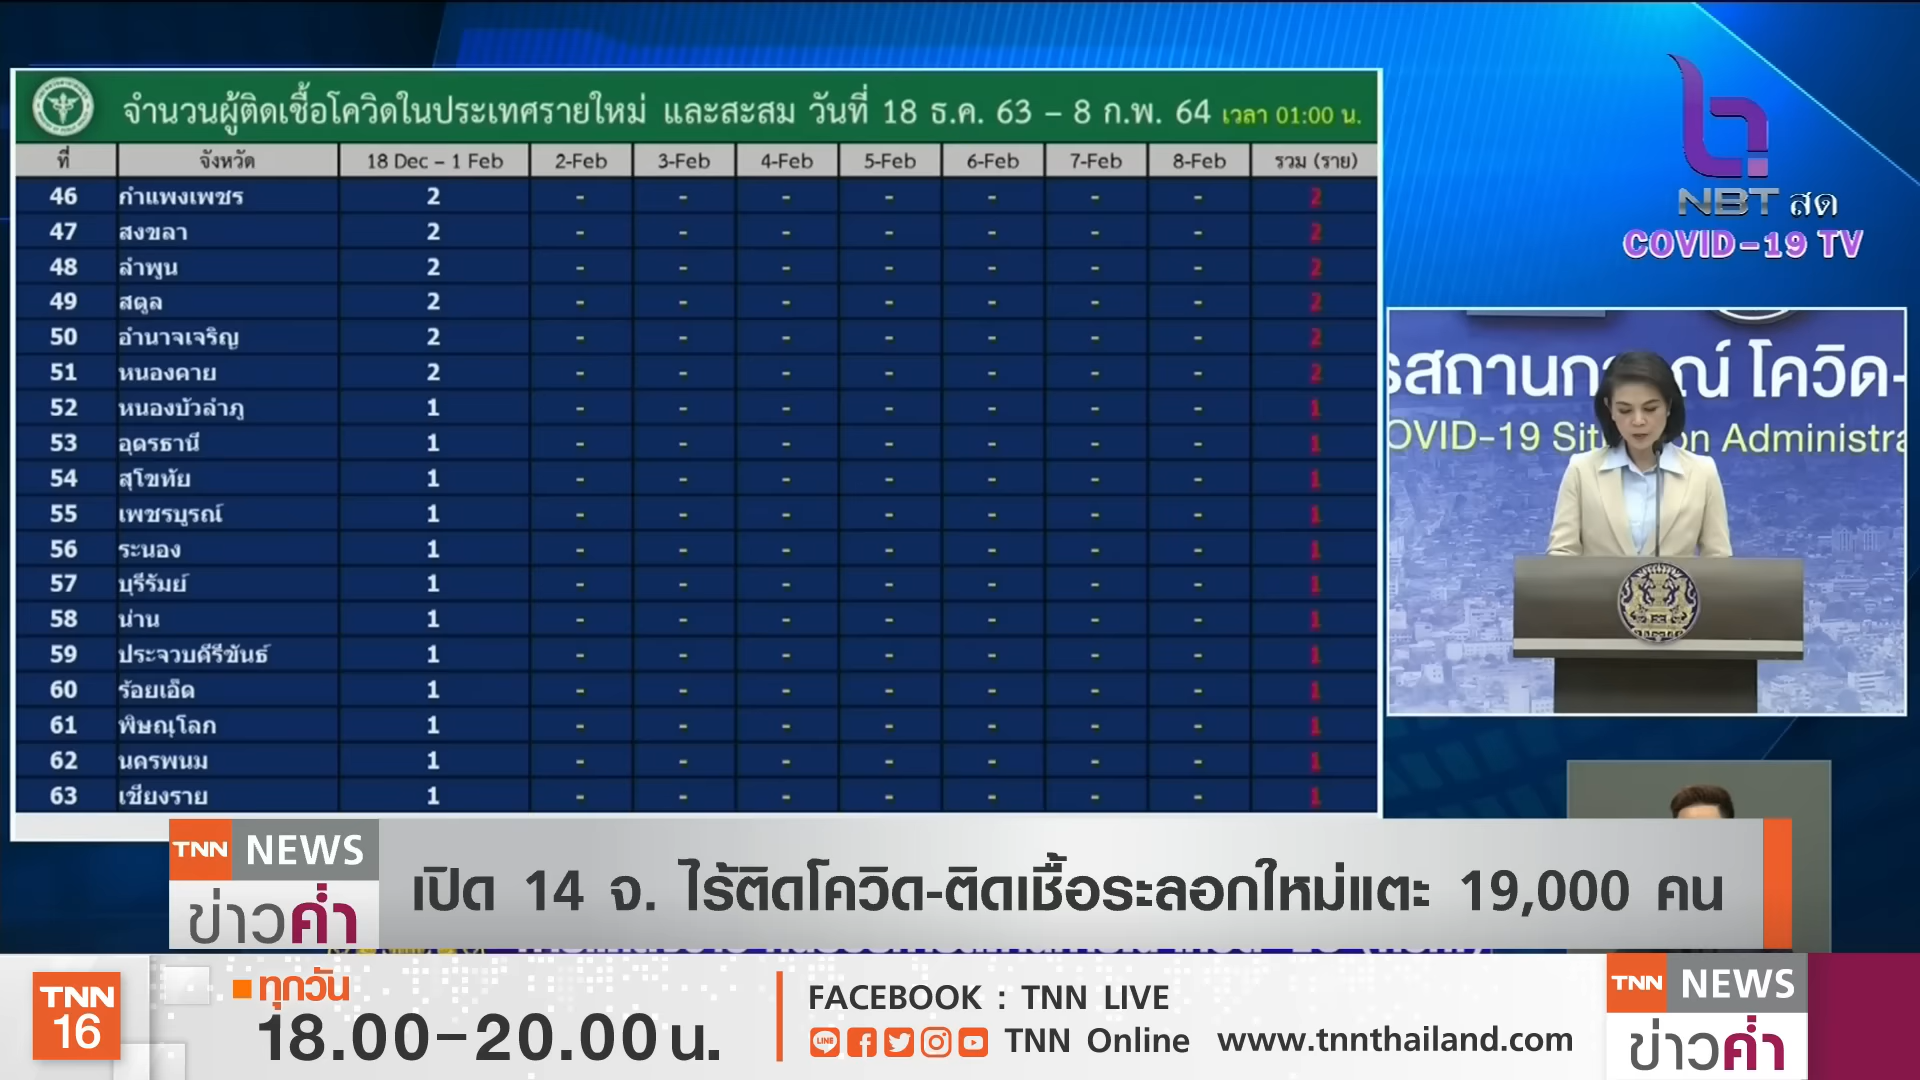 จำนวนผู้ติดเชื้อโควิดในประเทศรายใหม่ และสะสม วันที่ 18 ธ.ค. 63 – 8 ก.พ. 64 เวลา 01:00 น.
ที่ จังหวัด 18 Dec – 1 Feb 2-Feb 3-Feb 4-Feb 5-Feb 6-Feb 7-Feb 8-Feb รวม (ราย)
46 กำแพงเพชร 2 - - - - - - - 2
47 สงขลา 2 - - - - - - - 2
48 ลำพูน 2 - - - - - - - 2
49 สตูล 2 - - - - - - - 2
50 อำนาจเจริญ 2 - - - - - - - 2
51 หนองคาย 2 - - - - - - - 2
52 หนองบัวลำภู 1 - - - - - - - 1
53 อุดรธานี 1 - - - - - - - 1
54 สุโขทัย 1 - - - - - - - 1
55 เพชรบูรณ์ 1 - - - - - - - 1
56 ระนอง 1 - - - - - - - 1
57 บุรีรัมย์ 1 - - - - - - - 1
58 น่าน 1 - - - - - - - 1
59 ประจวบคีรีขันธ์ 1 - - - - - - - 1
60 ร้อยเอ็ด 1 - - - - - - - 1
61 พิษณุโลก 1 - - - - - - - 1
62 นครพนม 1 - - - - - - - 1
63 เชียงราย 1 - - - - - - - 1
NBT สด
COVID-19 TV
โควิด-
OVID-19 Administra
TNN NEWS
ข่าวค่ำ
เปิด 14 จ. ไร้ติดโควิด-ติดเชื้อระลอกใหม่แตะ 19,000 คน
TNN
16
ทุกวัน
18.00-20.00 น.
FACEBOOK : TNN LIVE
LINE TNN Online www.tnnthailand.com
TNN NEWS
ข่าวค่ำ